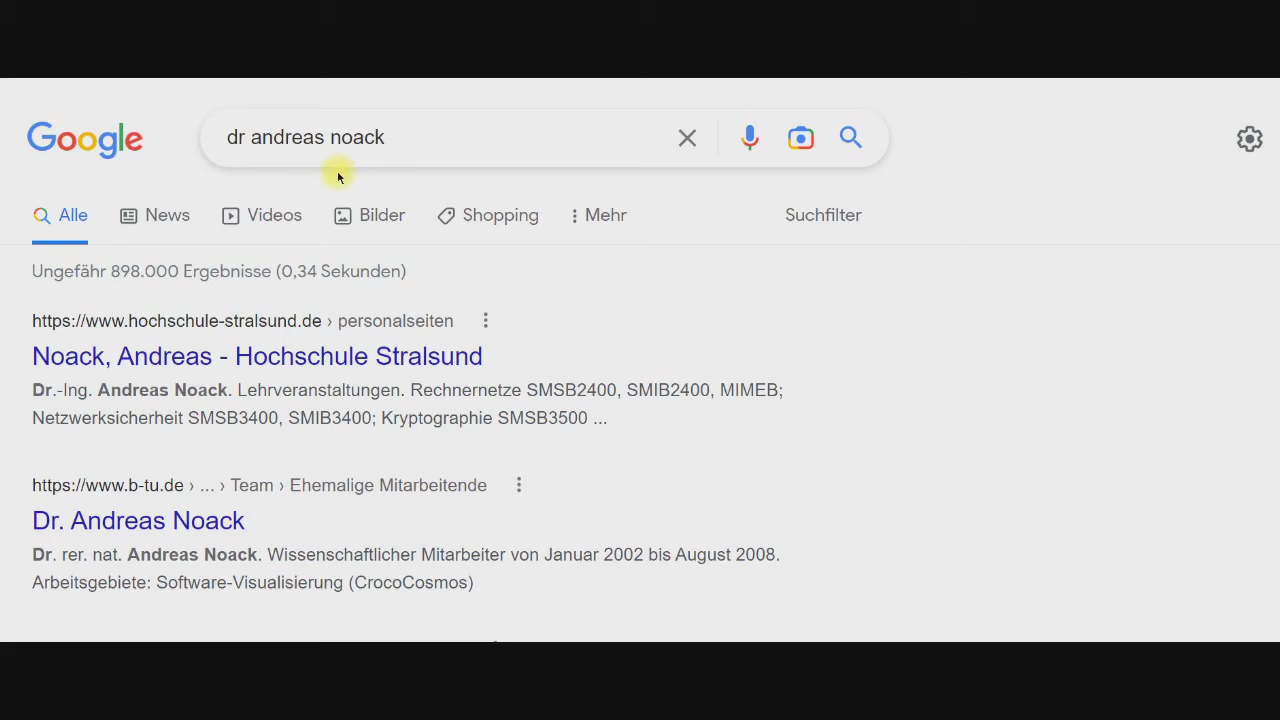 Google
dr andreas noack
Alle News Videos Bilder Shopping Mehr Suchfilter
Ungefähr 898.000 Ergebnisse (0,34 Sekunden)
https://www.hochschule-stralsund.de › personalseiten
Noack, Andreas - Hochschule Stralsund
Dr.-Ing. Andreas Noack. Lehrveranstaltungen. Rechnernetze SMSB2400, SMIB2400, MIMEB;
Netzwerksicherheit SMSB3400, SMIB3400; Kryptographie SMSB3500 ...
https://www.b-tu.de › ... › Team › Ehemalige Mitarbeitende
Dr. Andreas Noack
Dr. rer. nat. Andreas Noack. Wissenschaftlicher Mitarbeiter von Januar 2002 bis August 2008.
Arbeitsgebiete: Software-Visualisierung (CrocoCosmos)